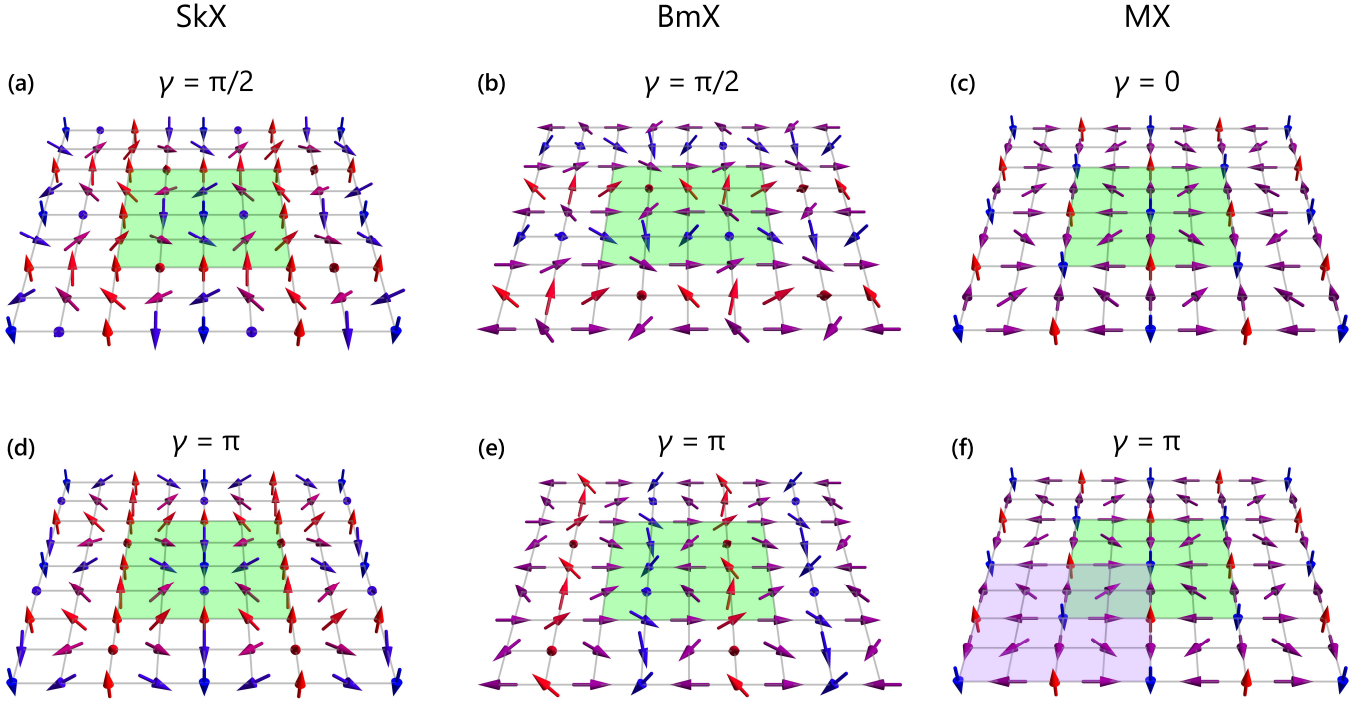 SkX BmX MX
(a) γ = π/2 (b) γ = π/2 (c) γ = 0
(d) γ = π (e) γ = π (f) γ = π